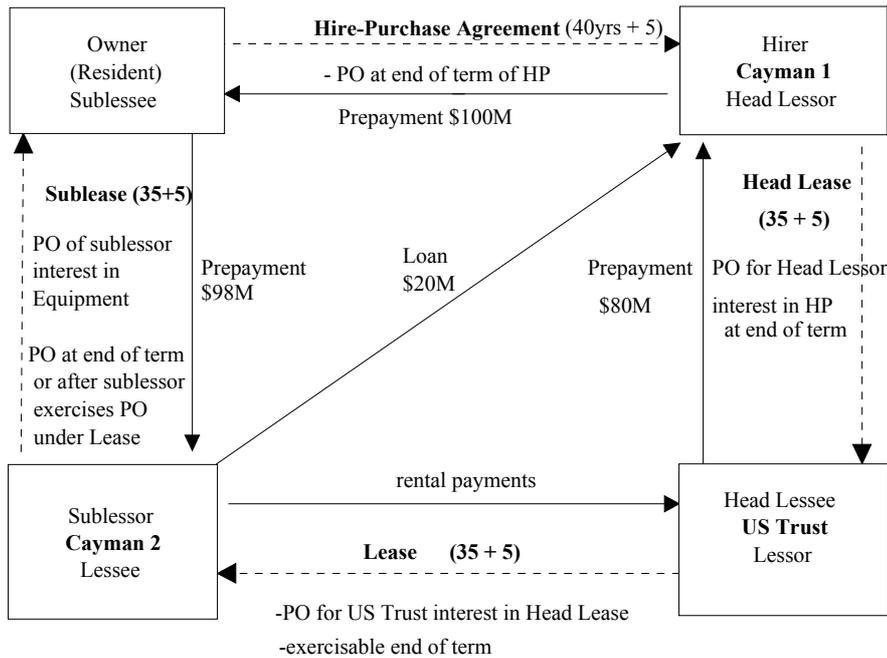 Owner
(Resident)
Sublessee
Hire-Purchase Agreement (40yrs + 5)
- PO at end of term of HP
Prepayment $100M
Hirer
Cayman 1
Head Lessor
Sublease (35+5)
PO of sublessor
interest in
Equipment
PO at end of term
or after sublessor
exercises PO
under Lease
Prepayment
$98M
Loan
$20M
Prepayment
$80M
Head Lease
(35 + 5)
PO for Head Lessor
interest in HP
at end of term
Sublessor
Cayman 2
Lessee
rental payments
Lease (35 + 5)
-PO for US Trust interest in Head Lease
-exercisable end of term
Head Lessee
US Trust
Lessor